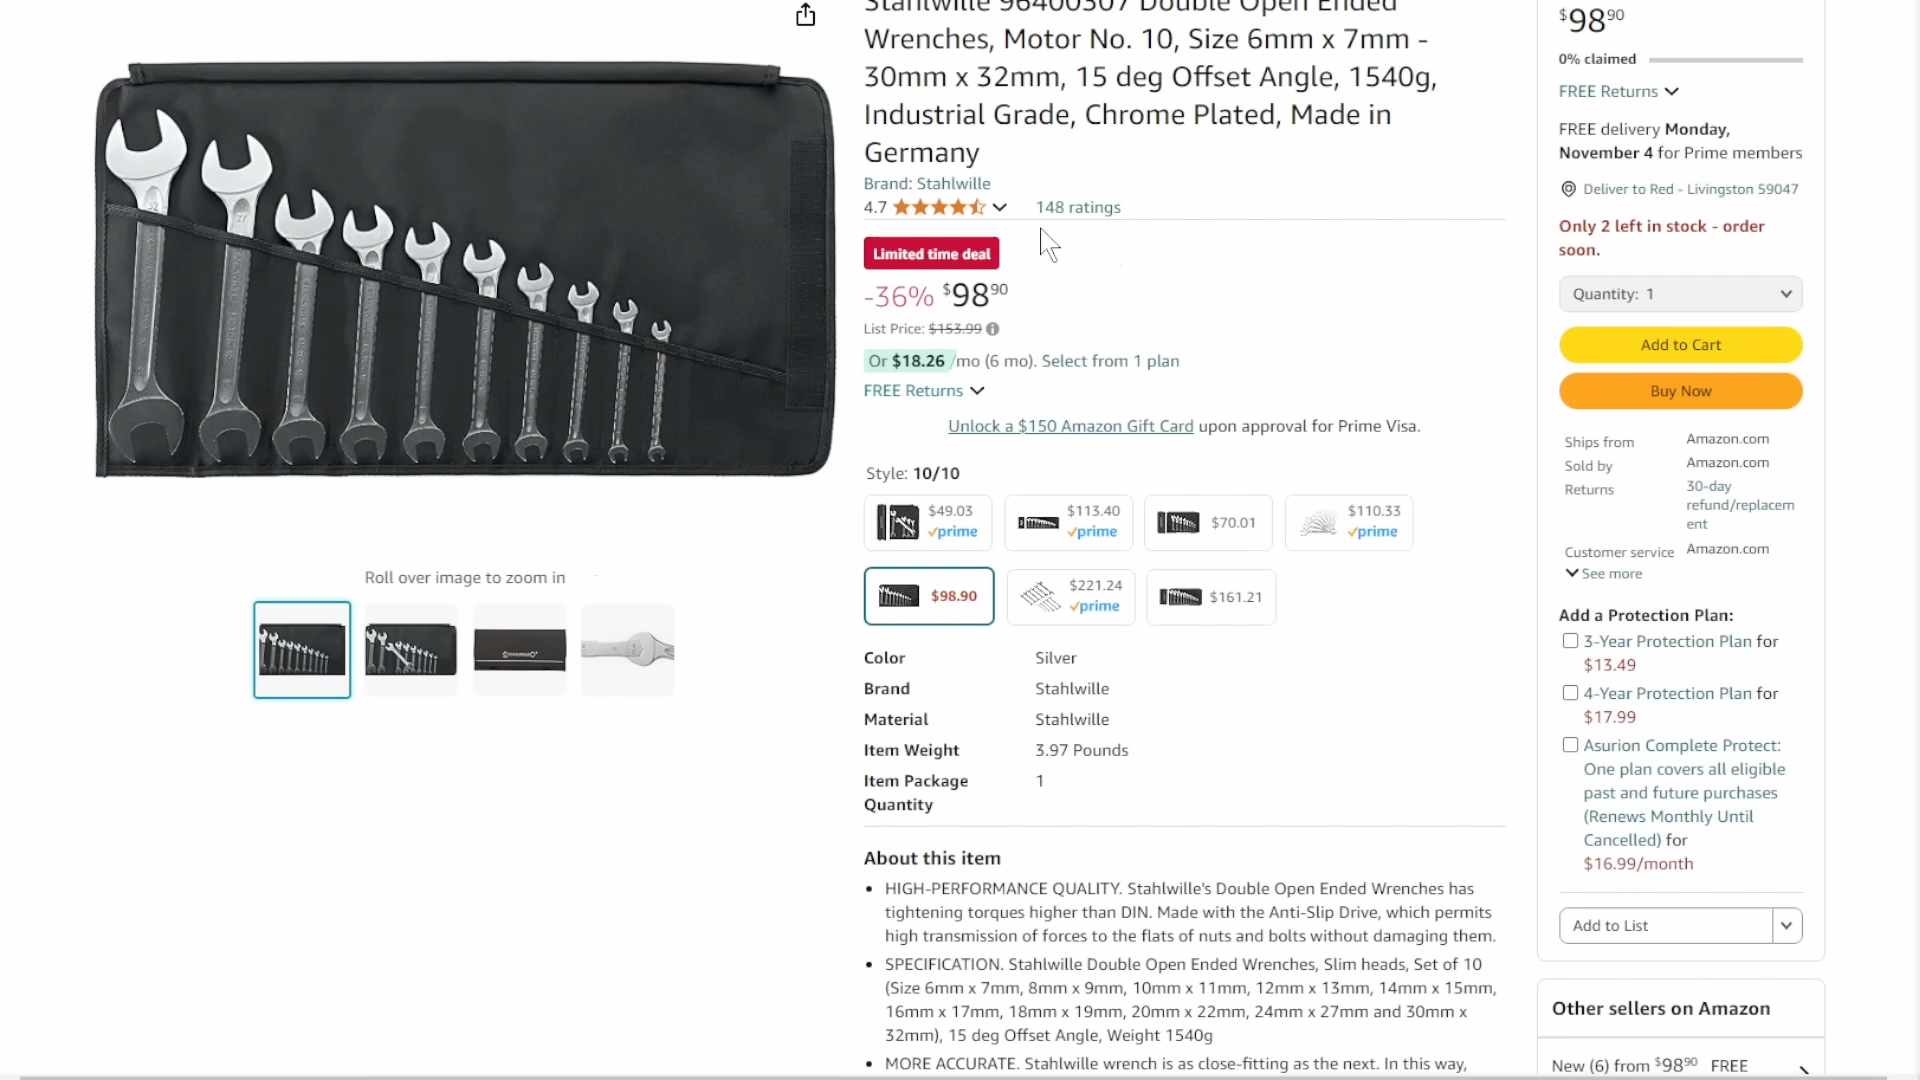 Stahlwille 96400307 Double Open Ended
Wrenches, Motor No. 10, Size 6mm x 7mm -
30mm x 32mm, 15 deg Offset Angle, 1540g,
Industrial Grade, Chrome Plated, Made in
Germany
Brand: Stahlwille
4.7 148 ratings
Limited time deal
-36% $98 90
List Price: $153.99
Or $18.26 /mo (6 mo). Select from 1 plan
FREE Returns
Unlock a $150 Amazon Gift Card upon approval for Prime Visa.
Style: 10/10
$49.03 prime
$113.40 prime
$70.01
$110.33 prime
$98.90
$221.24 prime
$161.21
Color Silver
Brand Stahlwille
Material Stahlwille
Item Weight 3.97 Pounds
Item Package 1
Quantity
About this item
• HIGH-PERFORMANCE QUALITY. Stahlwille's Double Open Ended Wrenches has
tightening torques higher than DIN. Made with the Anti-Slip Drive, which permits
high transmission of forces to the flats of nuts and bolts without damaging them.
• SPECIFICATION. Stahlwille Double Open Ended Wrenches, Slim heads, Set of 10
(Size 6mm x 7mm, 8mm x 9mm, 10mm x 11mm, 12mm x 13mm, 14mm x 15mm,
16mm x 17mm, 18mm x 19mm, 20mm x 22mm, 24mm x 27mm and 30mm x
32mm), 15 deg Offset Angle, Weight 1540g
• MORE ACCURATE. Stahlwille wrench is as close-fitting as the next. In this way,
Roll over image to zoom in
$98 90
0% claimed
FREE Returns
FREE delivery Monday,
November 4 for Prime members
Deliver to Red - Livingston 59047
Only 2 left in stock - order
soon.
Quantity: 1
Add to Cart
Buy Now
Ships from Amazon.com
Sold by Amazon.com
Returns 30-day
refund/replacem
ent
Customer service Amazon.com
See more
Add a Protection Plan:
3-Year Protection Plan for
$13.49
4-Year Protection Plan for
$17.99
Asurion Complete Protect:
One plan covers all eligible
past and future purchases
(Renews Monthly Until
Cancelled) for
$16.99/month
Add to List
Other sellers on Amazon
New (6) from $98 90 FREE